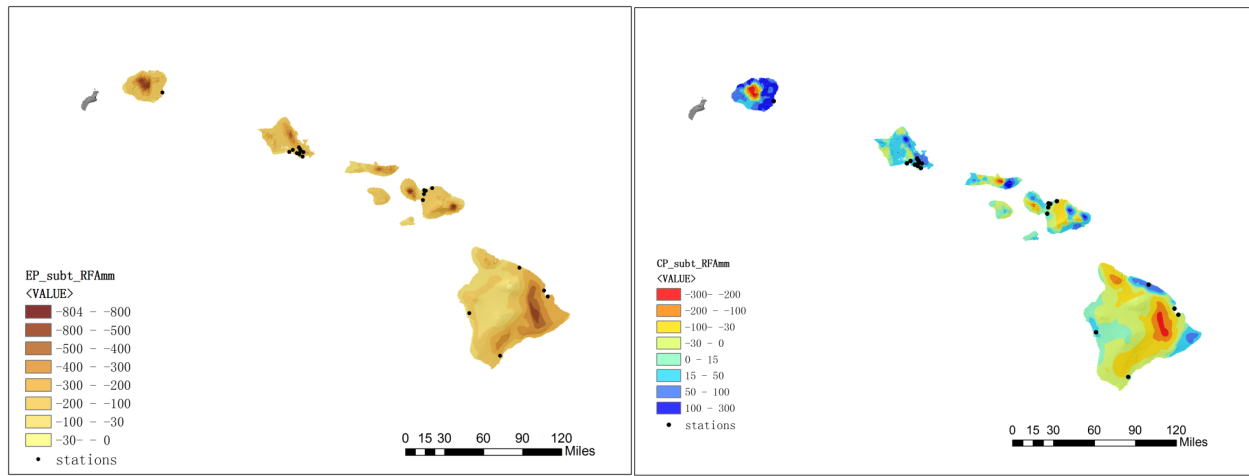 EP_subt_RFAmm
<VALUE>
-804 - -800
-800 - -500
-500 - -400
-400 - -300
-300 - -200
-200 - -100
-100 - -30
-30- - 0
stations
0 15 30 60 90 120
Miles
CP_subt_RFAmm
<VALUE>
-300- -200
-200 - -100
-100 - -30
-30 - 0
0 - 15
15 - 50
50 - 100
100 - 300
stations
0 15 30 60 90 120
Miles